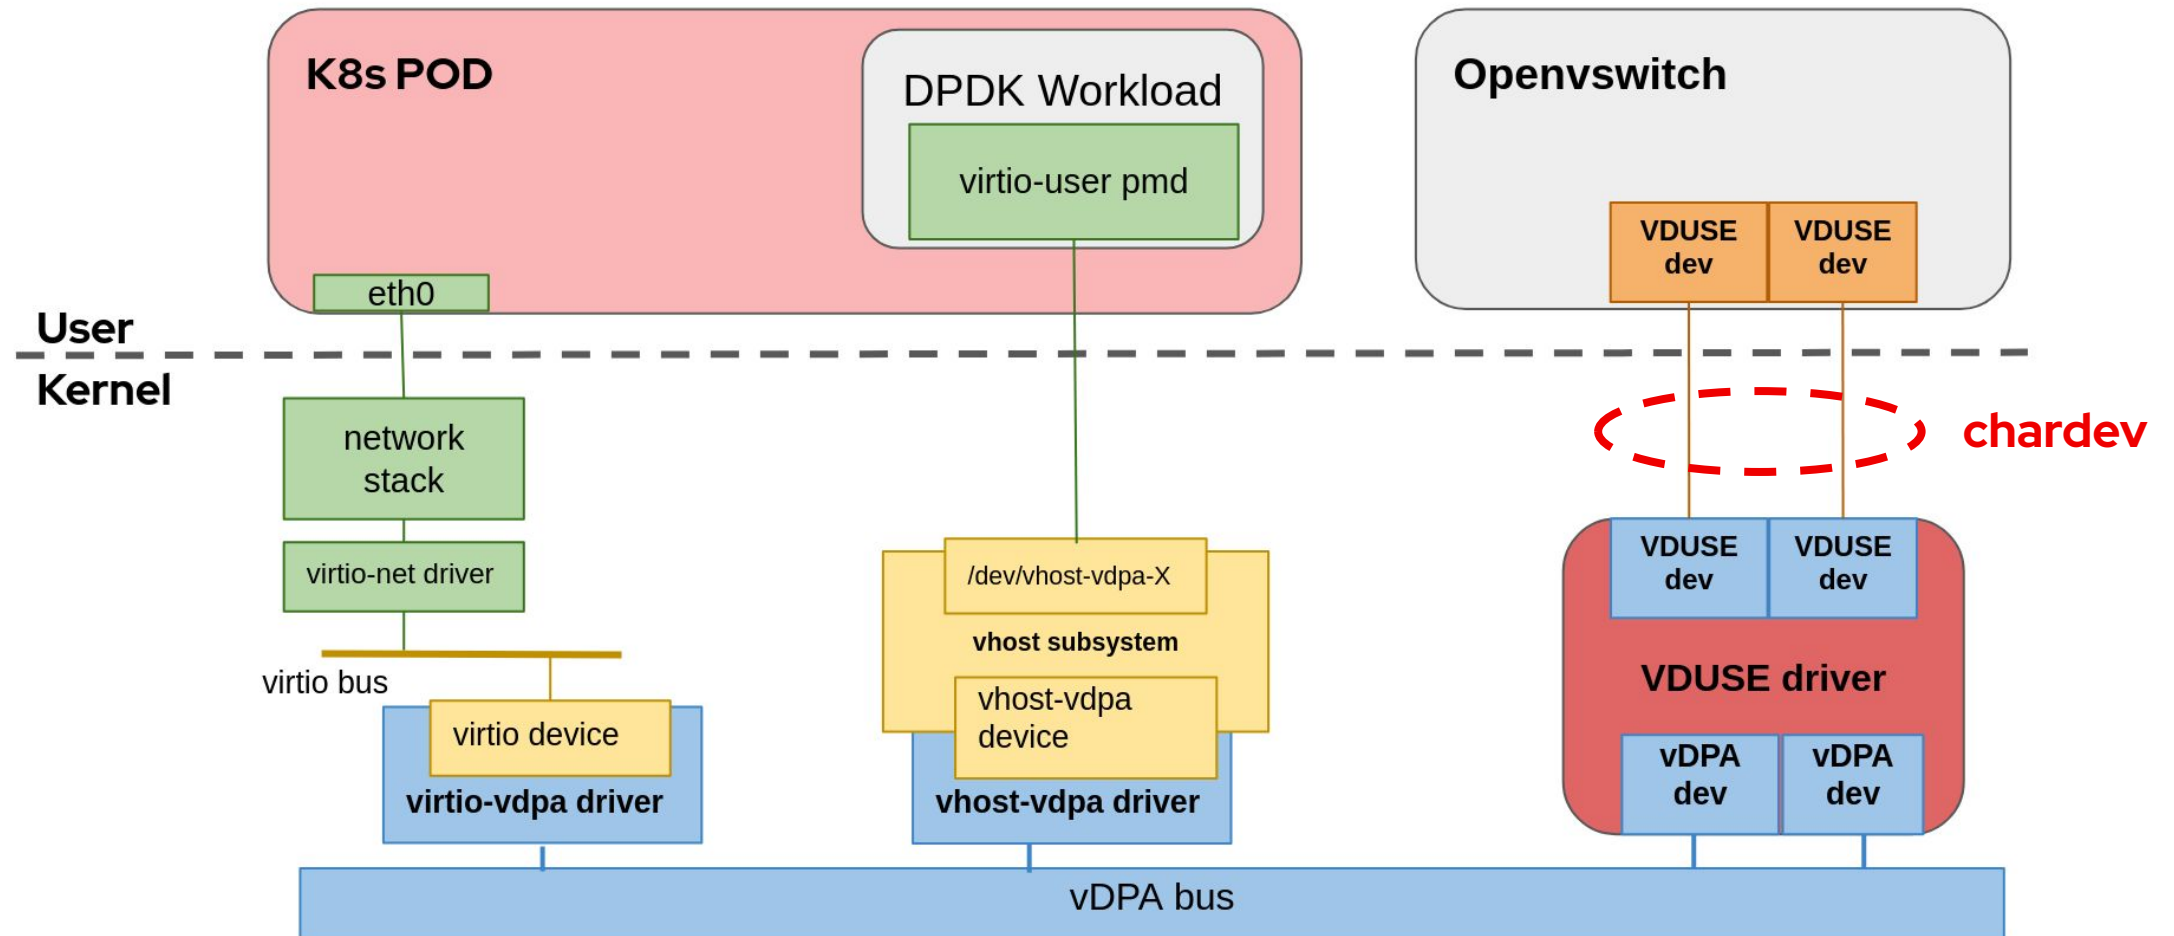 K8s POD
DPDK Workload
virtio-user pmd
eth0
Openvswitch
VDUSE
dev
VDUSE
dev
User
Kernel
chardev
network
stack
virtio-net driver
virtio bus
virtio device
virtio-vdpa driver
/dev/vhost-vdpa-X
vhost subsystem
vhost-vdpa
device
vhost-vdpa driver
VDUSE
dev
VDUSE
dev
VDUSE driver
vDPA
dev
vDPA
dev
vDPA bus